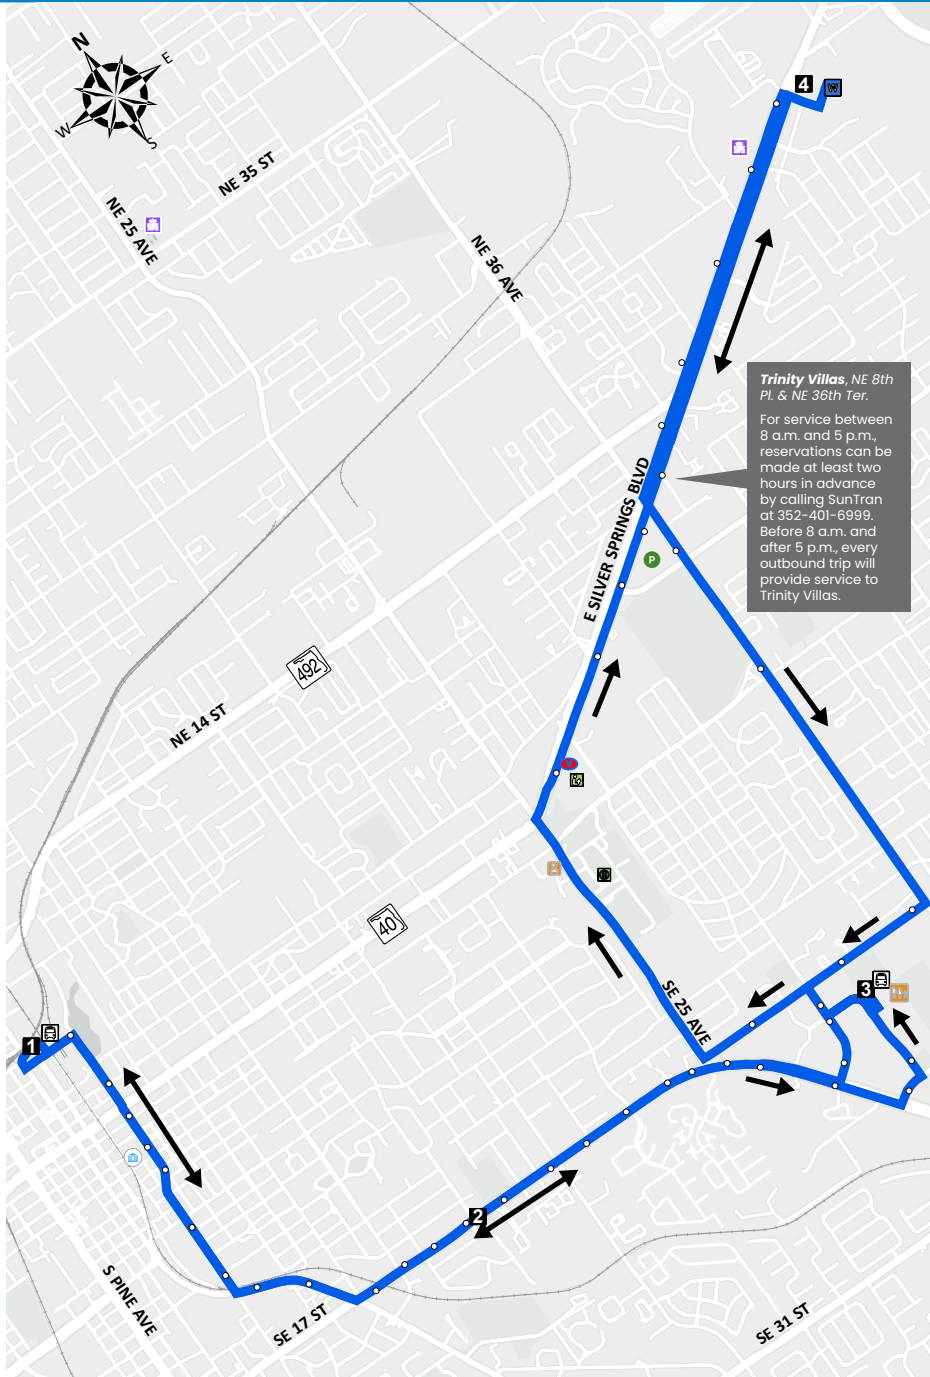 N
E
W
S
4
W
NE 35 ST
NE 25 AVE
NE 36 AVE
Trinity Villas, NE 8th
Pl. & NE 36th Ter.
For service between
8 a.m. and 5 p.m.,
reservations can be
made at least two
hours in advance
by calling SunTran
at 352-401-6999.
Before 8 a.m. and
after 5 p.m., every
outbound trip will
provide service to
Trinity Villas.
E SILVER SPRINGS BLVD
P
492
NE 14 ST
40
SE 25 AVE
3
1
2
S PINE AVE
SE 17 ST
SE 31 ST